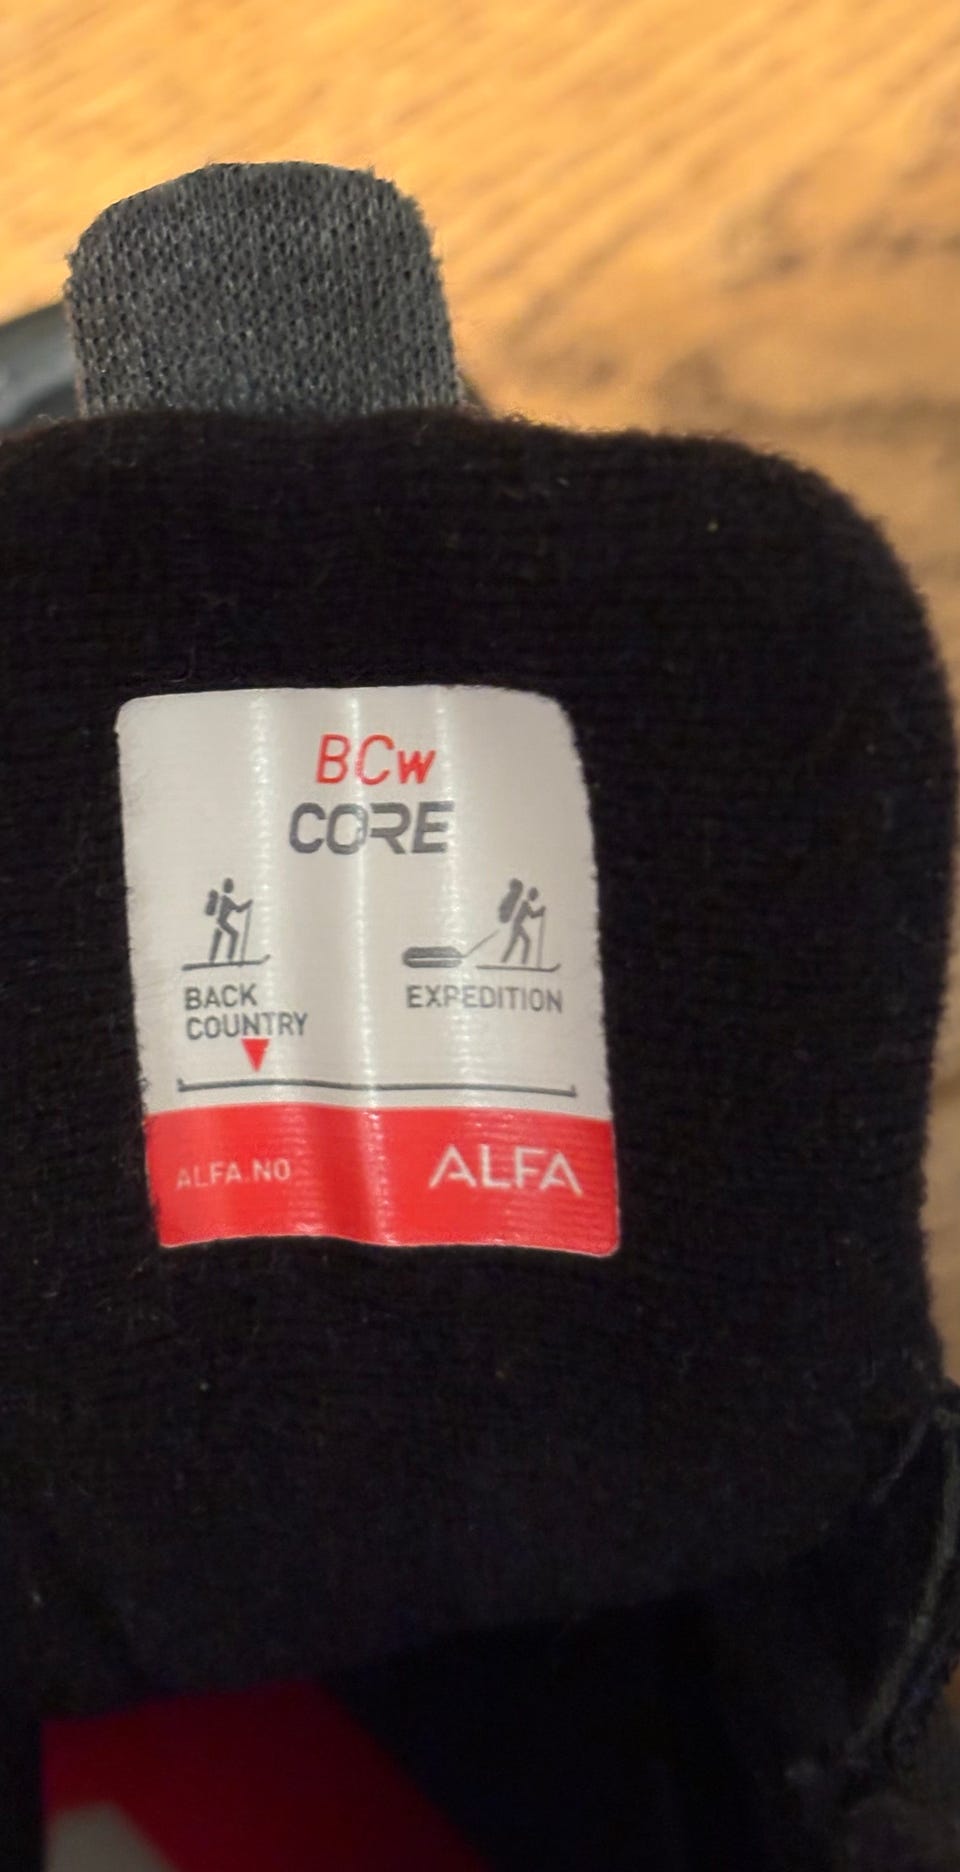 BCw
CORE
BACK
COUNTRY
EXPEDITION
ALFA.NO
ALFA